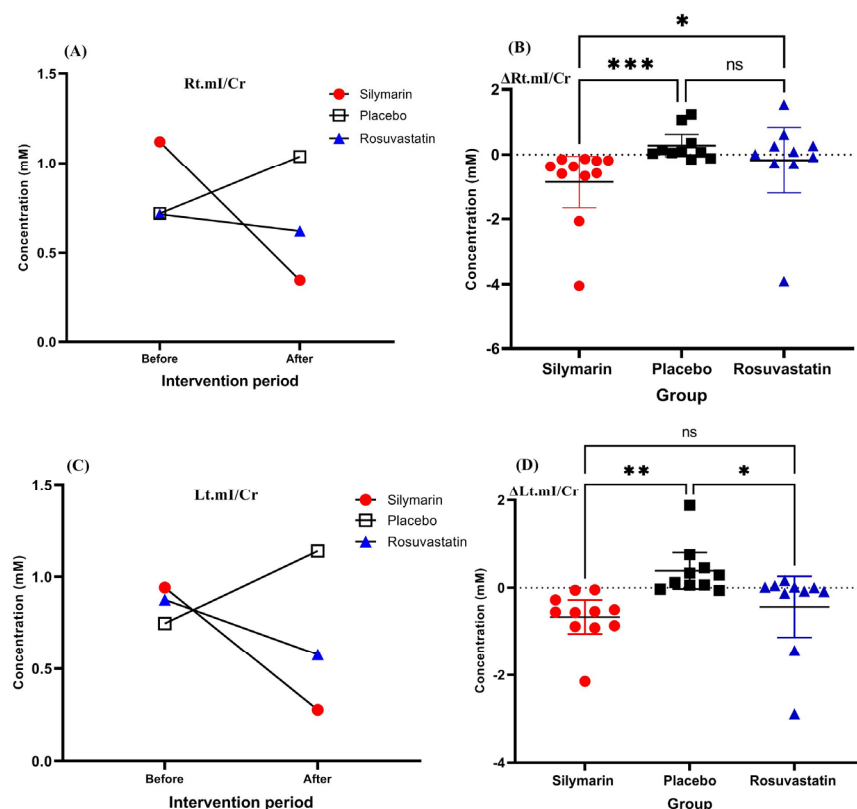 (A)
Rt.mI/Cr
Silymarin
Placebo
Rosuvastatin
Concentration (mM)
1.5
1.0
0.5
0.0
Before
After
Intervention period
(B)
ΔRt.mI/Cr
*
***
ns
Concentration (mM)
2
0
-2
-4
-6
Silymarin
Placebo
Rosuvastatin
Group
(C)
Lt.mI/Cr
Silymarin
Placebo
Rosuvastatin
Concentration (mM)
1.5
1.0
0.5
0.0
Before
After
Intervention period
(D)
ΔLt.mI/Cr
ns
**
*
Concentration (mM)
2
0
-2
-4
Silymarin
Placebo
Rosuvastatin
Group